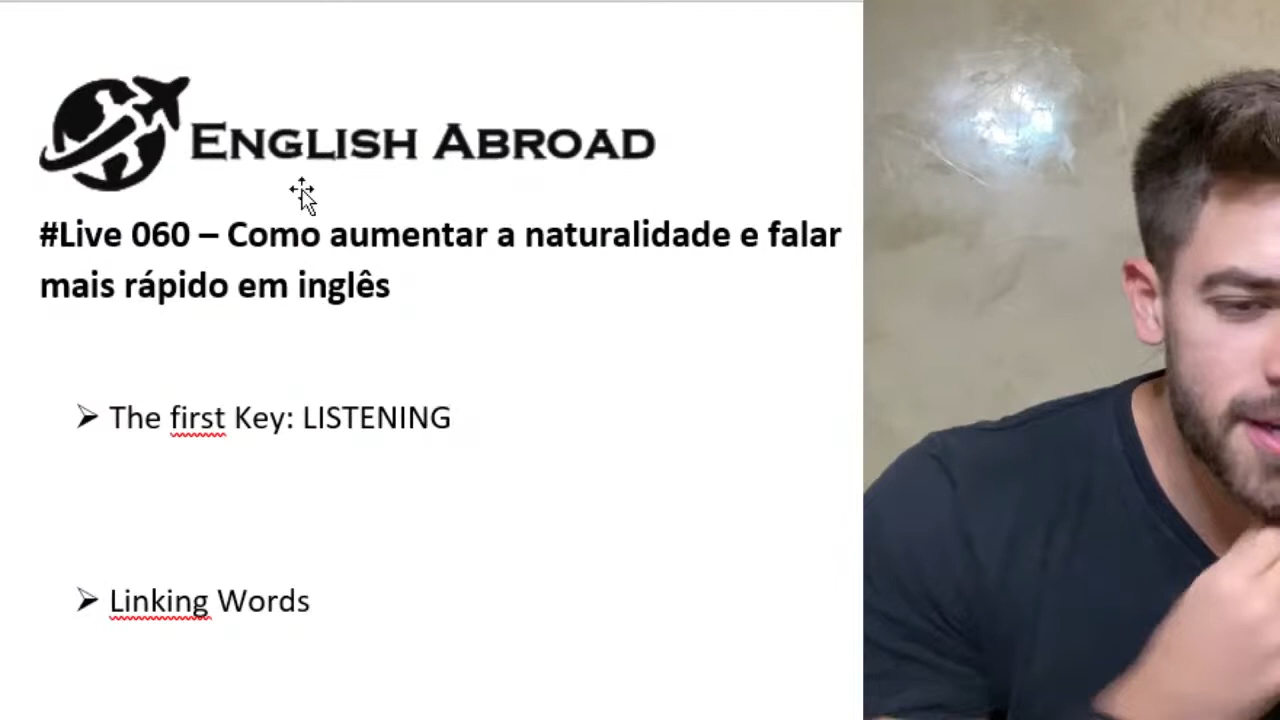 ENGLISH ABROAD
#Live 060 – Como aumentar a naturalidade e falar
mais rápido em inglês
➢ The first Key: LISTENING
➢ Linking Words